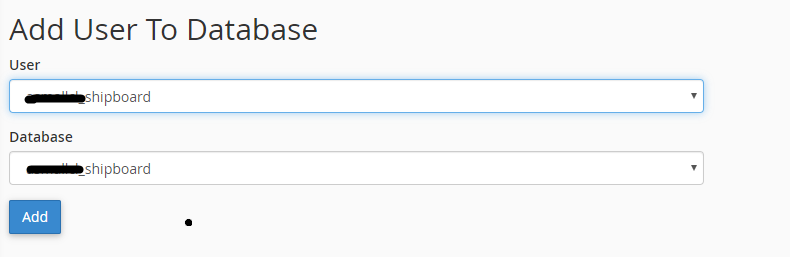 Add User To Database
User
_shipboard
Database
_shipboard
Add